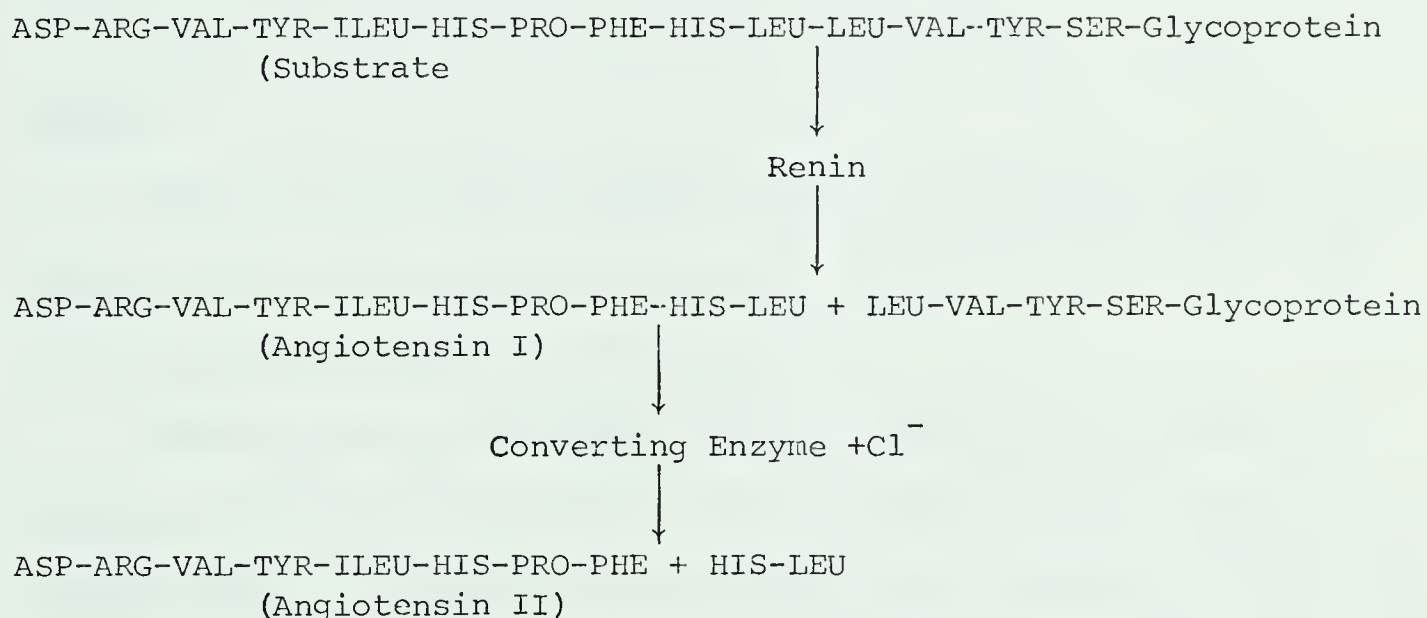 ASP-ARG-VAL-TYR-ILEU-HIS-PRO-PHE-HIS-LEU-LEU-VAL-TYR-SER-Glycoprotein
(Substrate
Renin
ASP-ARG-VAL-TYR-ILEU-HIS-PRO-PHE-HIS-LEU + LEU-VAL-TYR-SER-Glycoprotein
(Angiotensin I)
Converting Enzyme +Cl⁻
ASP-ARG-VAL-TYR-ILEU-HIS-PRO-PHE + HIS-LEU
(Angiotensin II)